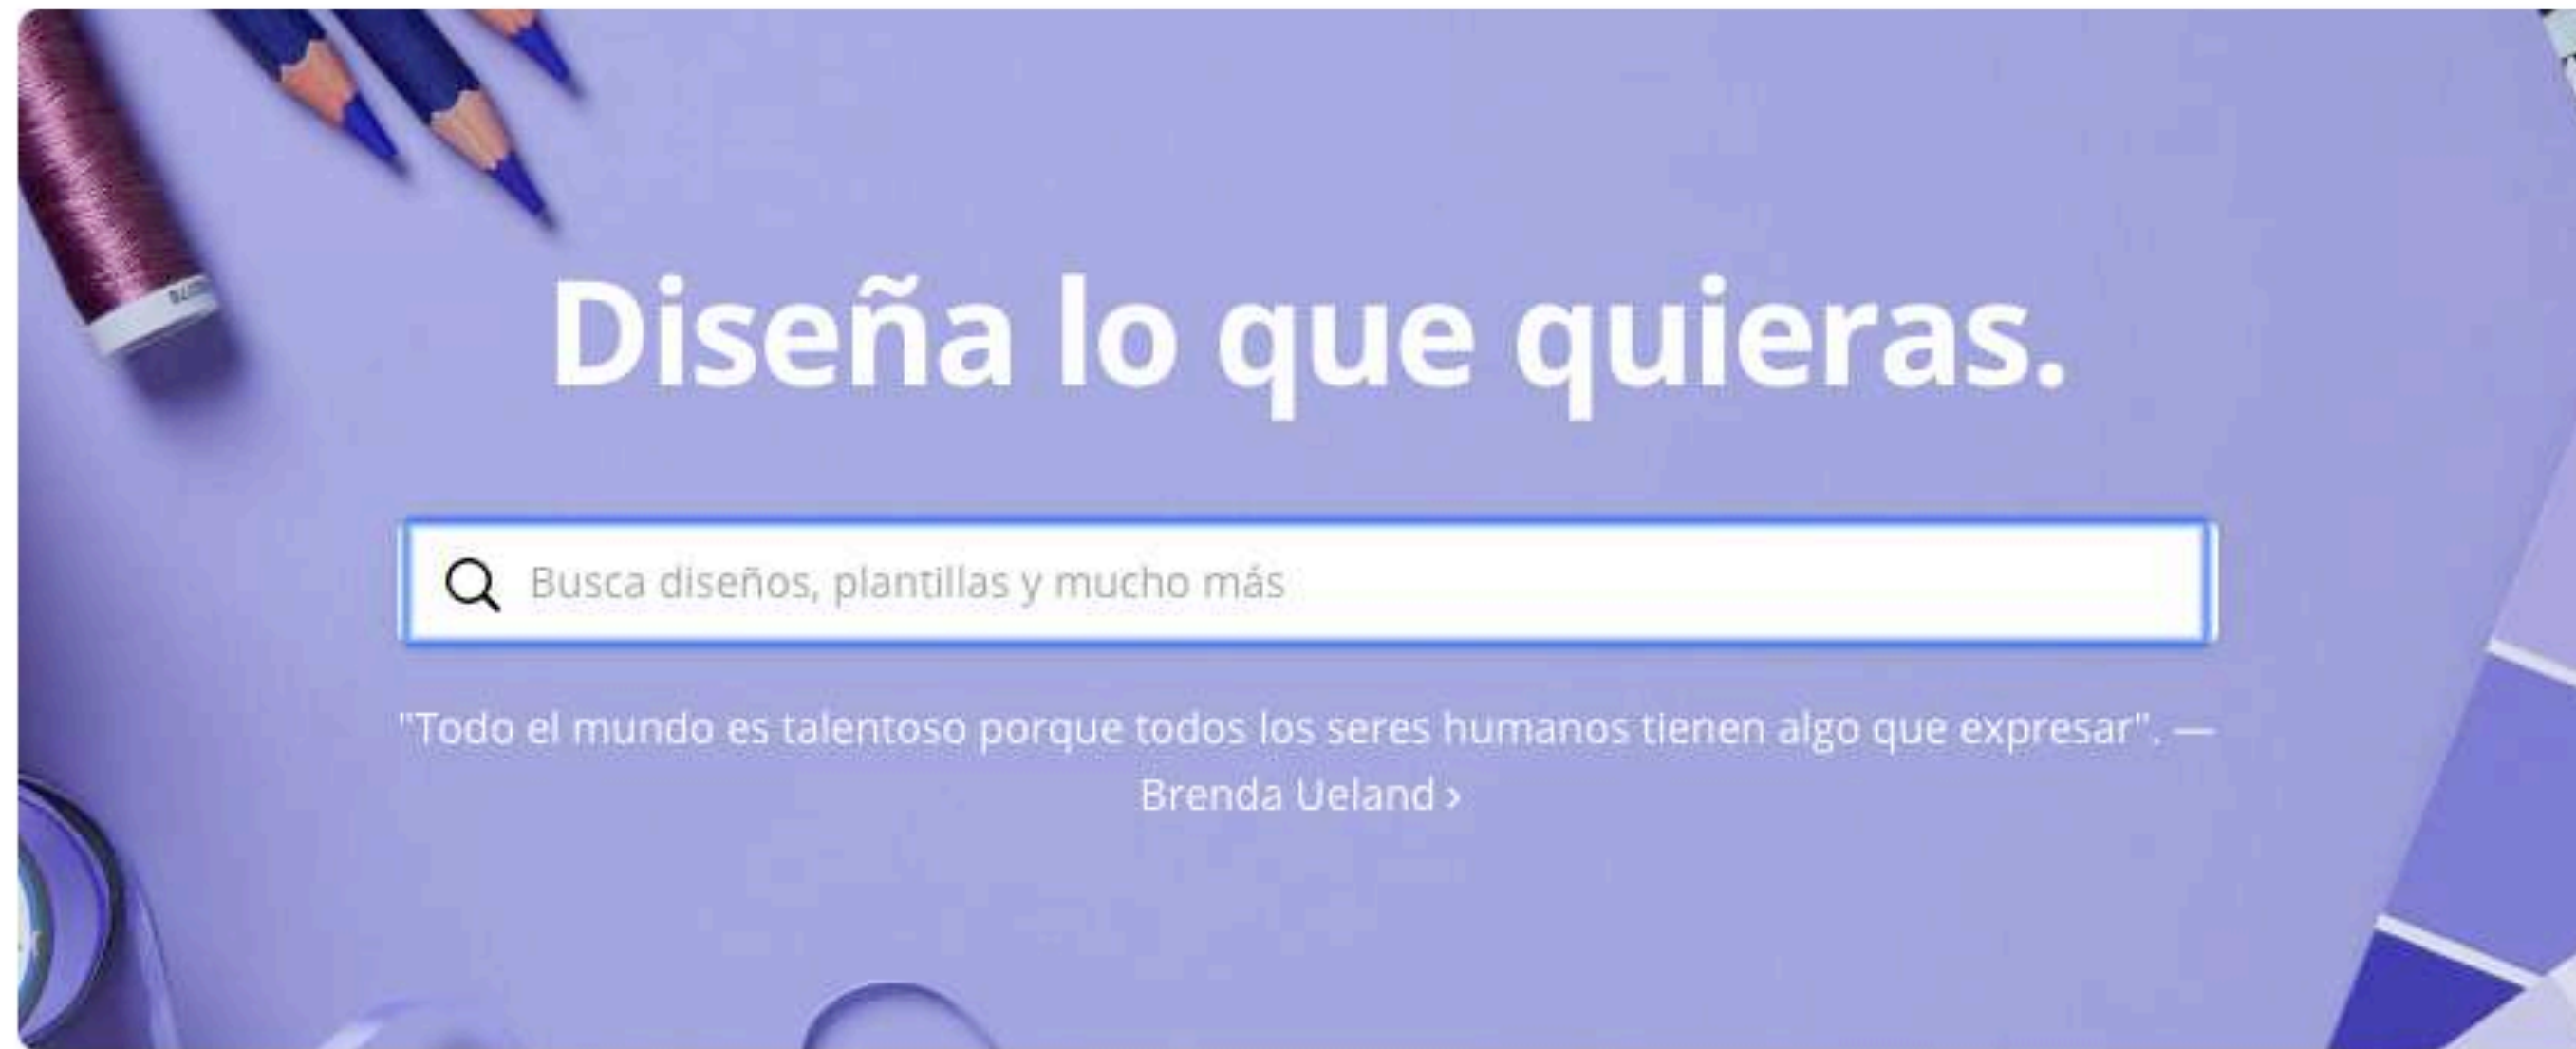 Diseña lo que quieras.
Busca diseños, plantillas y mucho más
"Todo el mundo es talentoso porque todos los seres humanos tienen algo que expresar". —
Brenda Ueland ›